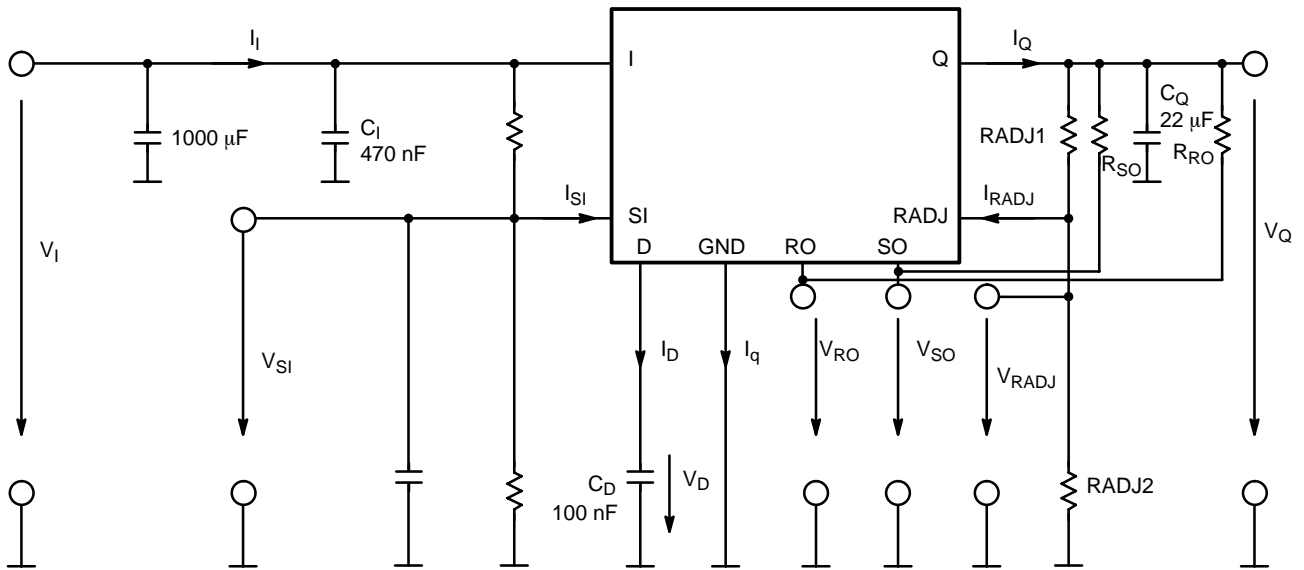 I_I
I
Q
I_Q
1000 µF
C_I
470 nF
RADJ1
R_SO
C_Q
22 µF
R_RO
I_SI
SI
RADJ
I_RADJ
D
GND
RO
SO
V_I
V_SI
I_D
I_q
V_RO
V_SO
V_RADJ
V_Q
C_D
100 nF
V_D
RADJ2